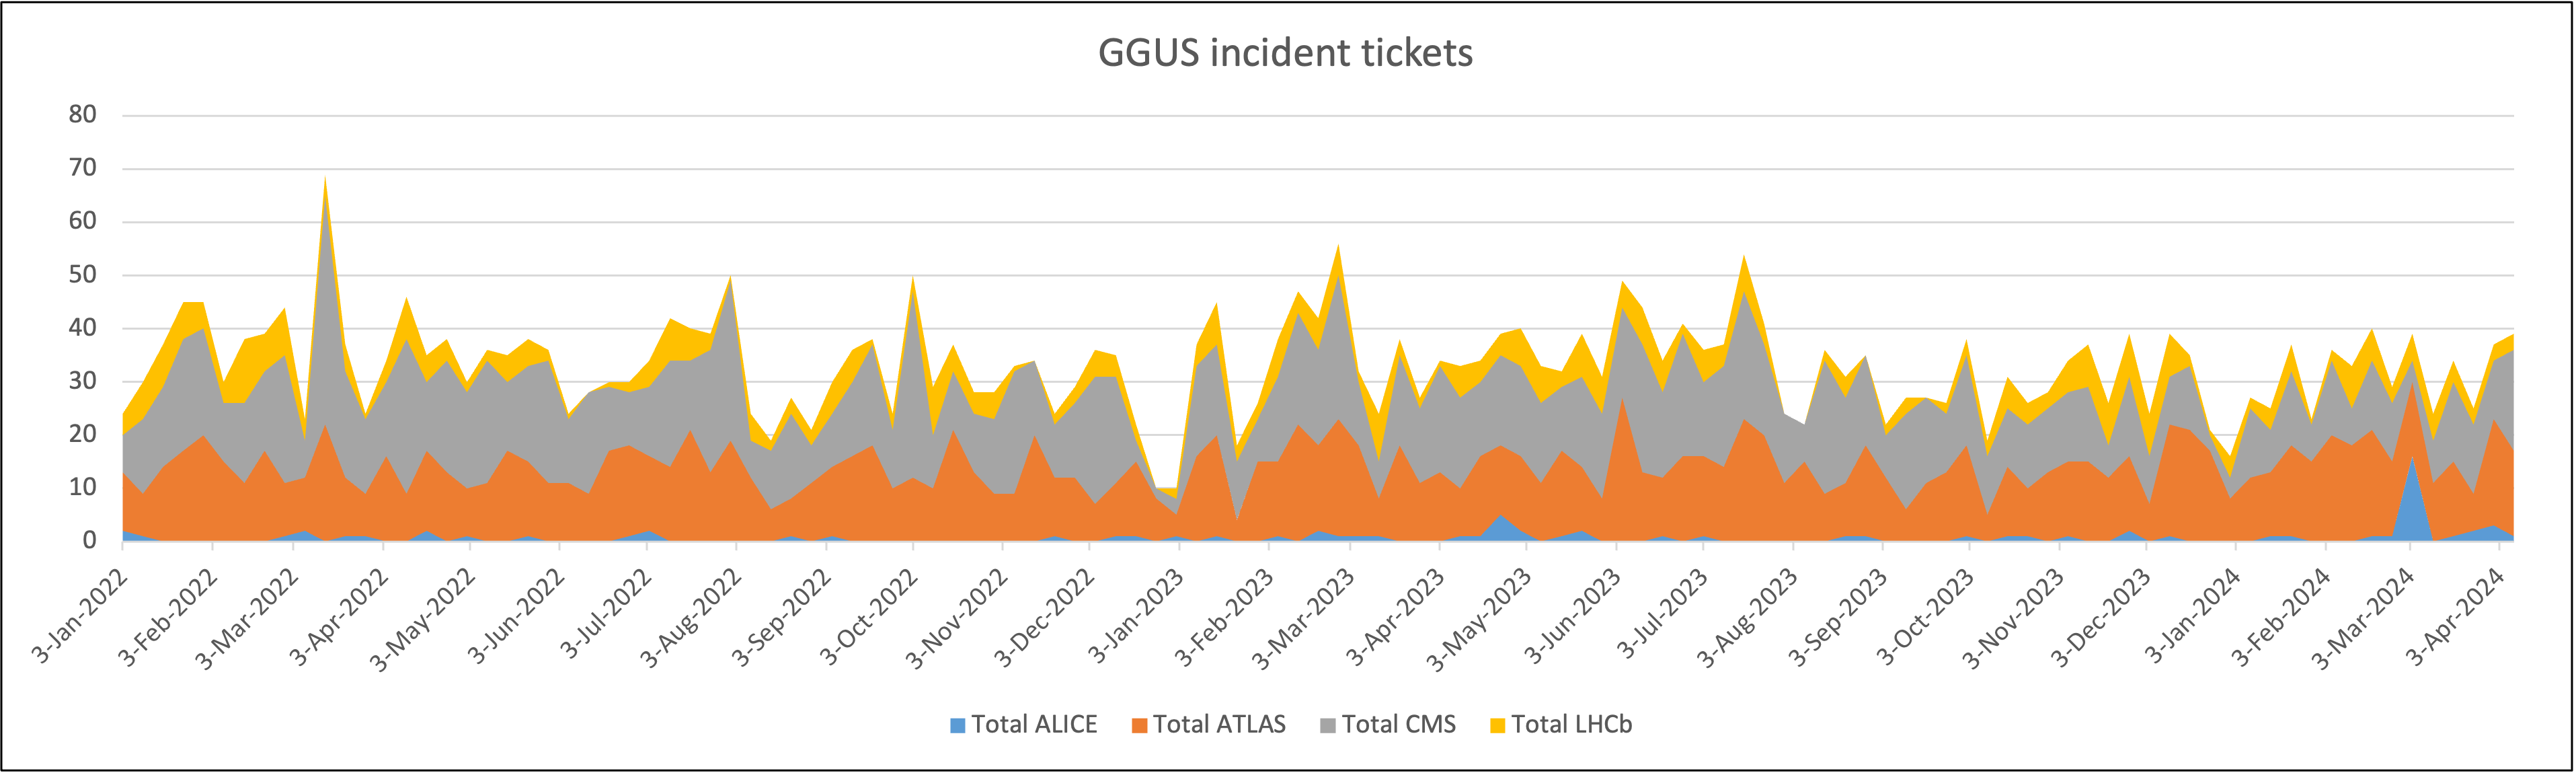 GGUS incident tickets
80
70
60
50
40
30
20
10
0
3-Jan-2022
3-Feb-2022
3-Mar-2022
3-Apr-2022
3-May-2022
3-Jun-2022
3-Jul-2022
3-Aug-2022
3-Sep-2022
3-Oct-2022
3-Nov-2022
3-Dec-2022
3-Jan-2023
3-Feb-2023
3-Mar-2023
3-Apr-2023
3-May-2023
3-Jun-2023
3-Jul-2023
3-Aug-2023
3-Sep-2023
3-Oct-2023
3-Nov-2023
3-Dec-2023
3-Jan-2024
3-Feb-2024
3-Mar-2024
3-Apr-2024
Total ALICE Total ATLAS Total CMS Total LHCb